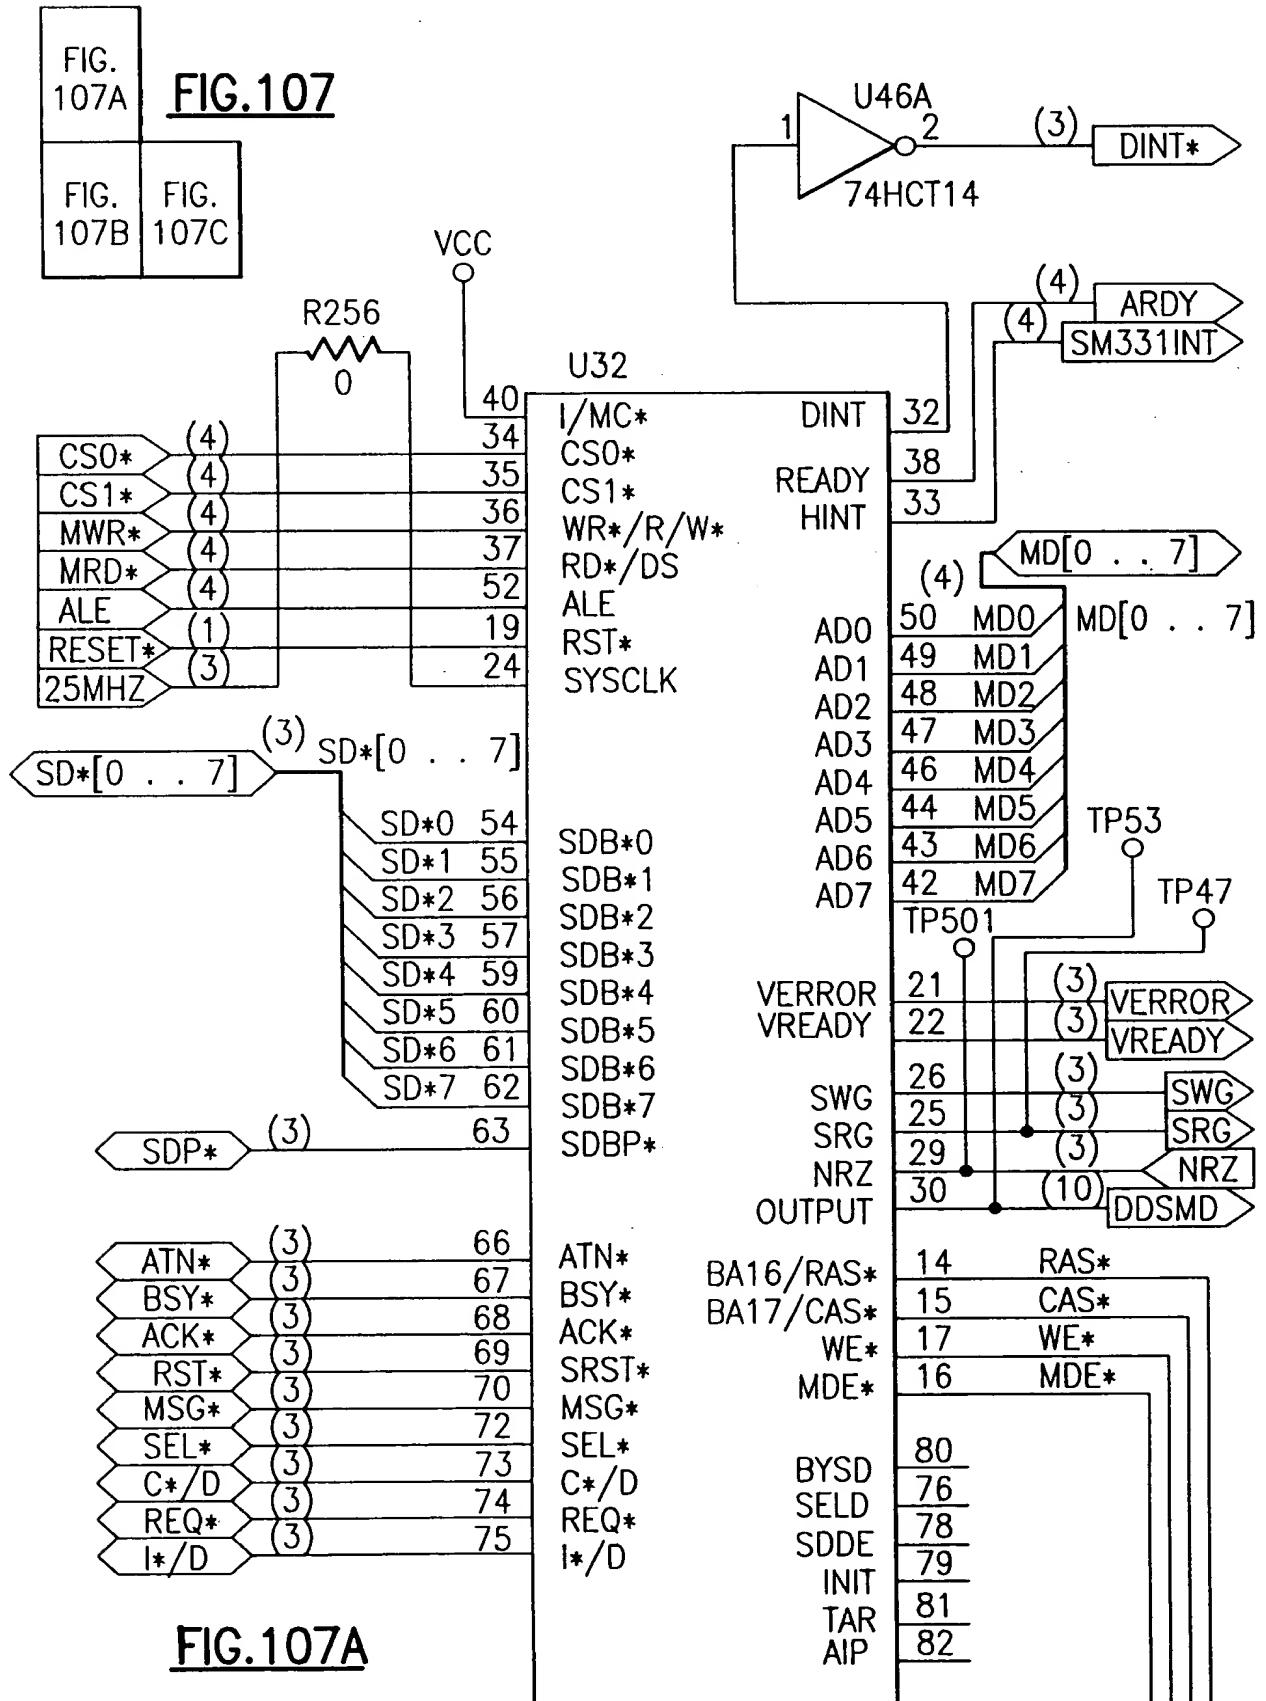 FIG. 107A
FIG.107
FIG. 107B
FIG. 107C
U46A
1
2
(3)
DINT*
74HCT14
VCC
R256
0
(4)
ARDY
(4)
SM331INT
U32
40 I/MC*
CS0* (4) 34 CS0*
CS1* (4) 35 CS1*
MWR* (4) 36 WR*/R/W*
MRD* (4) 37 RD*/DS
ALE (4) 52 ALE
RESET* (1) 19 RST*
25MHZ (3) 24 SYSCLK
DINT 32
READY 38
HINT 33
MD[0 . . 7]
(4)
MD[0 . . 7]
AD0 50 MD0
AD1 49 MD1
AD2 48 MD2
AD3 47 MD3
AD4 46 MD4
AD5 44 MD5
AD6 43 MD6
AD7 42 MD7
SD*[0 . . 7] (3) SD*[0 . . 7]
SD*0 54 SDB*0
SD*1 55 SDB*1
SD*2 56 SDB*2
SD*3 57 SDB*3
SD*4 59 SDB*4
SD*5 60 SDB*5
SD*6 61 SDB*6
SD*7 62 SDB*7
SDP* (3) 63 SDBP*
TP53
TP47
TP501
VERROR 21 (3) VERROR
VREADY 22 (3) VREADY
SWG 26 (3) SWG
SRG 25 (3) SRG
NRZ 29 (3) NRZ
OUTPUT 30 (10) DDSMD
ATN* (3) 66 ATN*
BSY* (3) 67 BSY*
ACK* (3) 68 ACK*
RST* (3) 69 SRST*
MSG* (3) 70 MSG*
SEL* (3) 72 SEL*
C*/D (3) 73 C*/D
REQ* (3) 74 REQ*
I*/D (3) 75 I*/D
BA16/RAS* 14 RAS*
BA17/CAS* 15 CAS*
WE* 17 WE*
MDE* 16 MDE*
BYSD 80
SELD 76
SDDE 78
INIT 79
TAR 81
AIP 82
FIG.107A